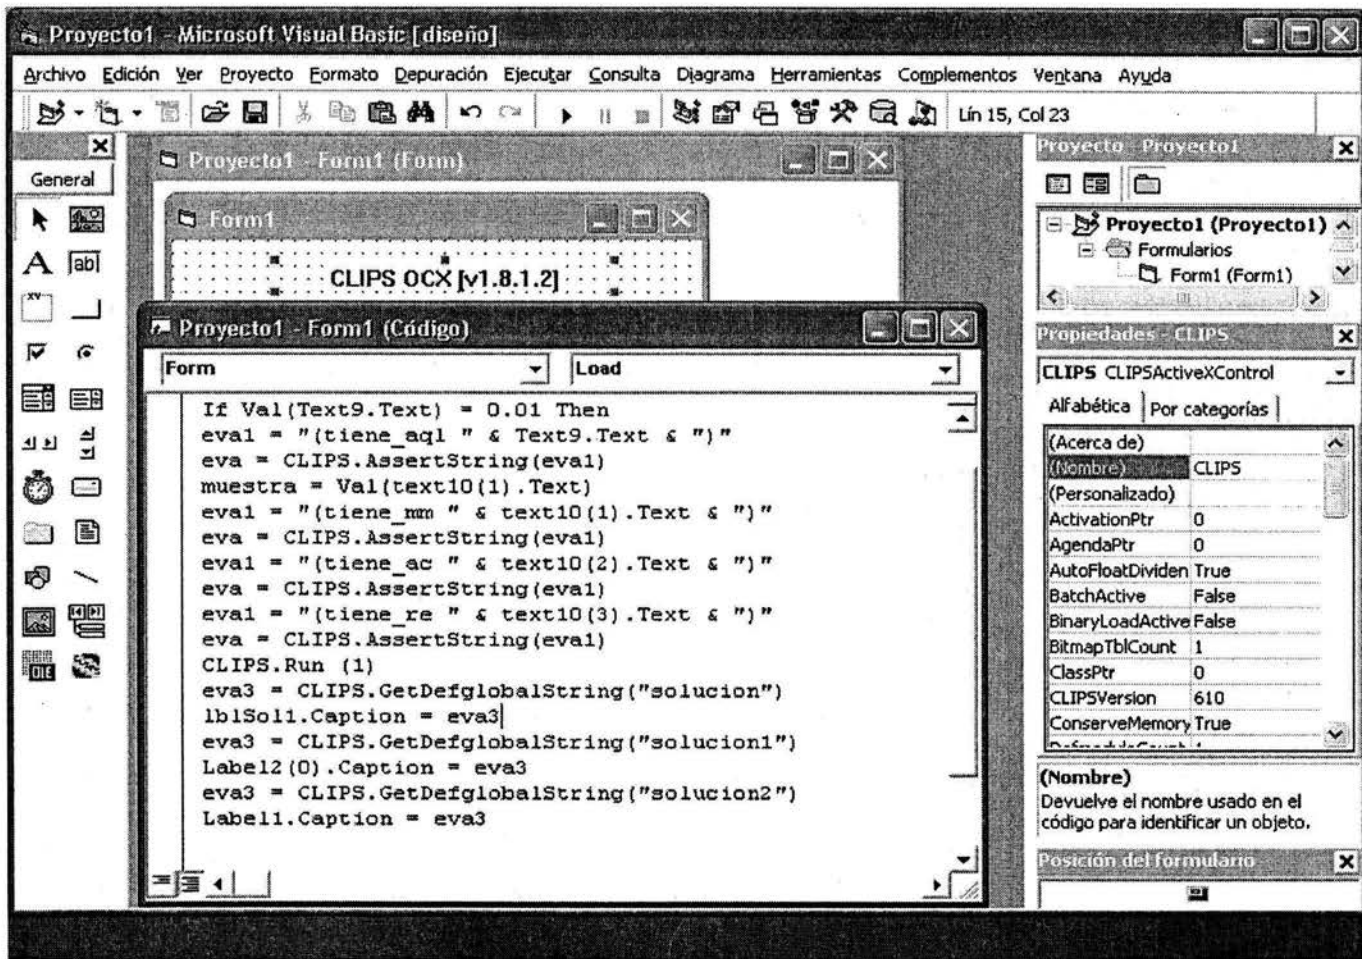 Proyecto1 - Microsoft Visual Basic [diseño]
Archivo Edición Ver Proyecto Formato Depuración Ejecutar Consulta Diagrama Herramientas Complementos Ventana Ayuda
Lín 15, Col 23
General
Proyecto1 - Form1 (Form)
Form1
CLIPS OCX [v1.8.1.2]
Proyecto1 - Form1 (Código)
Form
Load
If Val(Text9.Text) = 0.01 Then
eva1 = "(tiene_aql " & Text9.Text & ")"
eva = CLIPS.AssertString(eva1)
muestra = Val(text10(1).Text)
eva1 = "(tiene_mm " & text10(1).Text & ")"
eva = CLIPS.AssertString(eva1)
eva1 = "(tiene_ac " & text10(2).Text & ")"
eva = CLIPS.AssertString(eva1)
eva1 = "(tiene_re " & text10(3).Text & ")"
eva = CLIPS.AssertString(eva1)
CLIPS.Run (1)
eva3 = CLIPS.GetDefglobalString("solucion")
lblSol1.Caption = eva3
eva3 = CLIPS.GetDefglobalString("solucion1")
Label2(0).Caption = eva3
eva3 = CLIPS.GetDefglobalString("solucion2")
Label1.Caption = eva3
Proyecto - Proyecto1
Proyecto1 (Proyecto1)
Formularios
Form1 (Form1)
Propiedades - CLIPS
CLIPS CLIPSActiveXControl
Alfabética Por categorías
(Acerca de)
(Nombre) CLIPS
(Personalizado)
ActivationPtr 0
AgendaPtr 0
AutoFloatDividen True
BatchActive False
BinaryLoadActive False
BitmapTblCount 1
ClassPtr 0
CLIPSVersion 610
ConserveMemory True
(Nombre)
Devuelve el nombre usado en el
código para identificar un objeto.
Posición del formulario